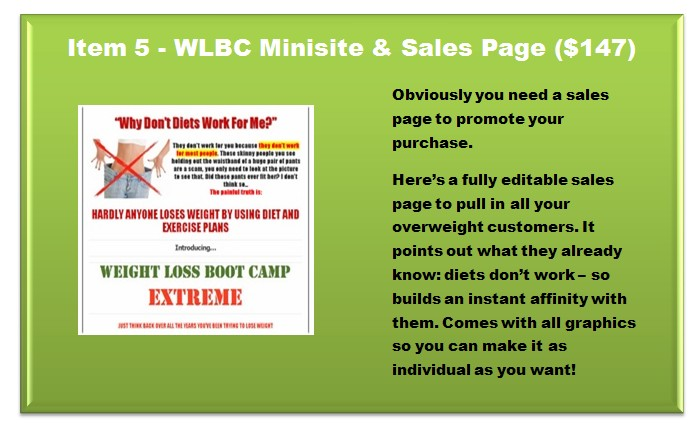 Item 5 - WLBC Minisite & Sales Page ($147)
“Why Don’t Diets Work For Me?”
They don’t work for you because they don’t
work for most people. Those skinny people you see
holding out the waistband of a huge pair of pants
are a scam, you only need to look at the picture
to see that. Did those pants ever fit her? I don’t
think so...
The painful truth is:
HARDLY ANYONE LOSES WEIGHT BY USING DIET AND
EXERCISE PLANS
Introducing...
WEIGHT LOSS BOOT CAMP
EXTREME
JUST THINK BACK OVER ALL THE YEARS YOU’VE BEEN TRYING TO LOSE WEIGHT
Obviously you need a sales
page to promote your
purchase.
Here’s a fully editable sales
page to pull in all your
overweight customers. It
points out what they already
know: diets don’t work – so
builds an instant affinity with
them. Comes with all graphics
so you can make it as
individual as you want!